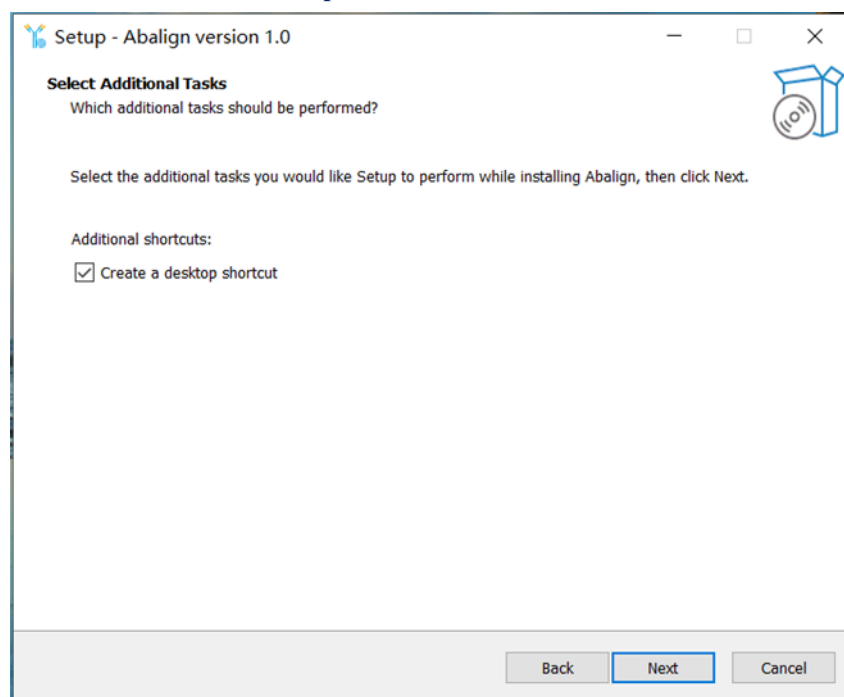 Setup - Abalign version 1.0
Select Additional Tasks
Which additional tasks should be performed?
Select the additional tasks you would like Setup to perform while installing Abalign, then click Next.
Additional shortcuts:
Create a desktop shortcut
Back Next Cancel